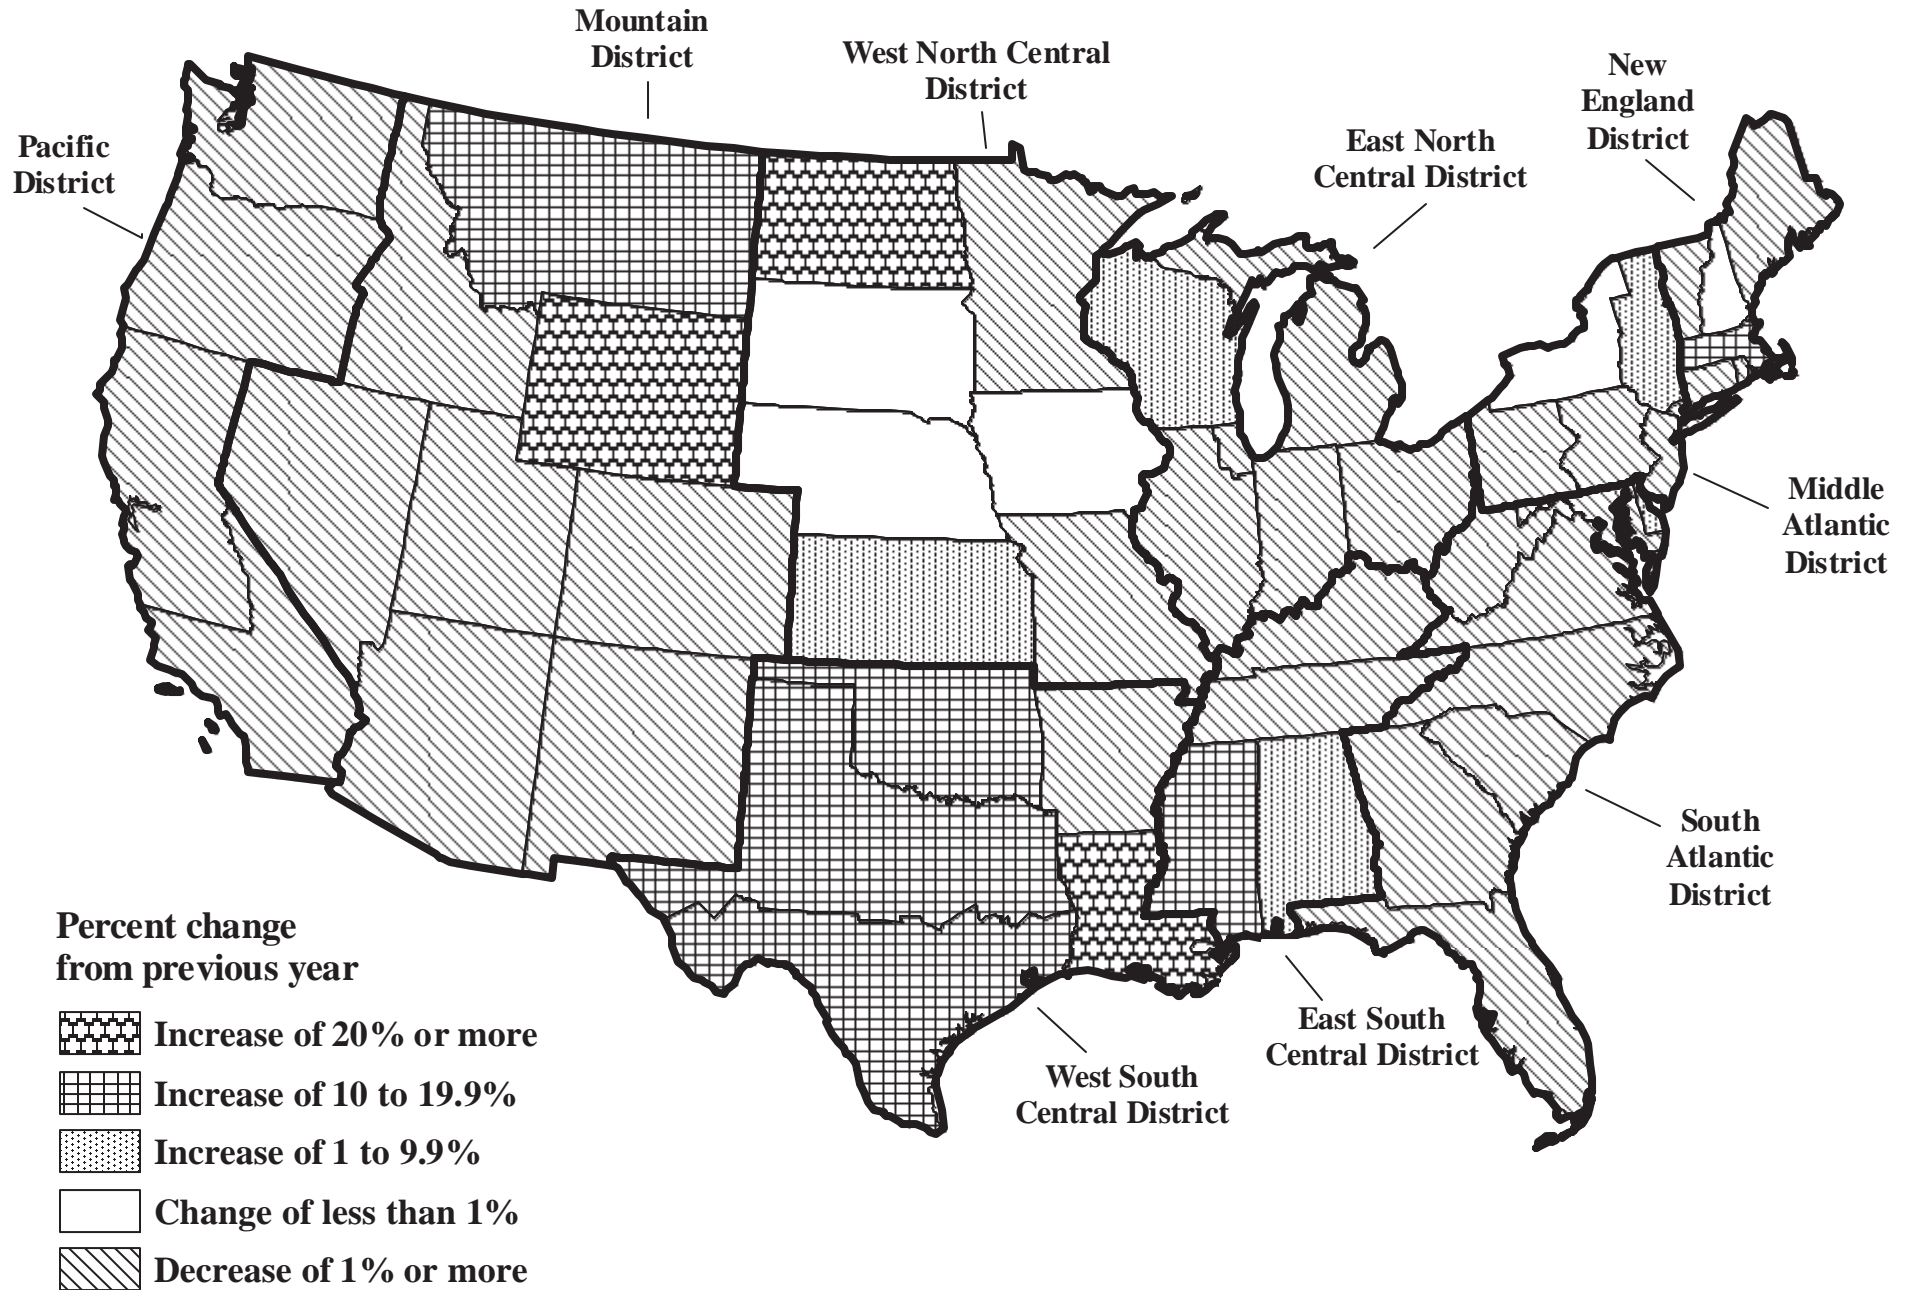 Mountain
District
West North Central
District
New
England
District
East North
Central District
Pacific
District
Middle
Atlantic
District
South
Atlantic
District
East South
Central District
West South
Central District
Percent change
from previous year
Increase of 20% or more
Increase of 10 to 19.9%
Increase of 1 to 9.9%
Change of less than 1%
Decrease of 1% or more